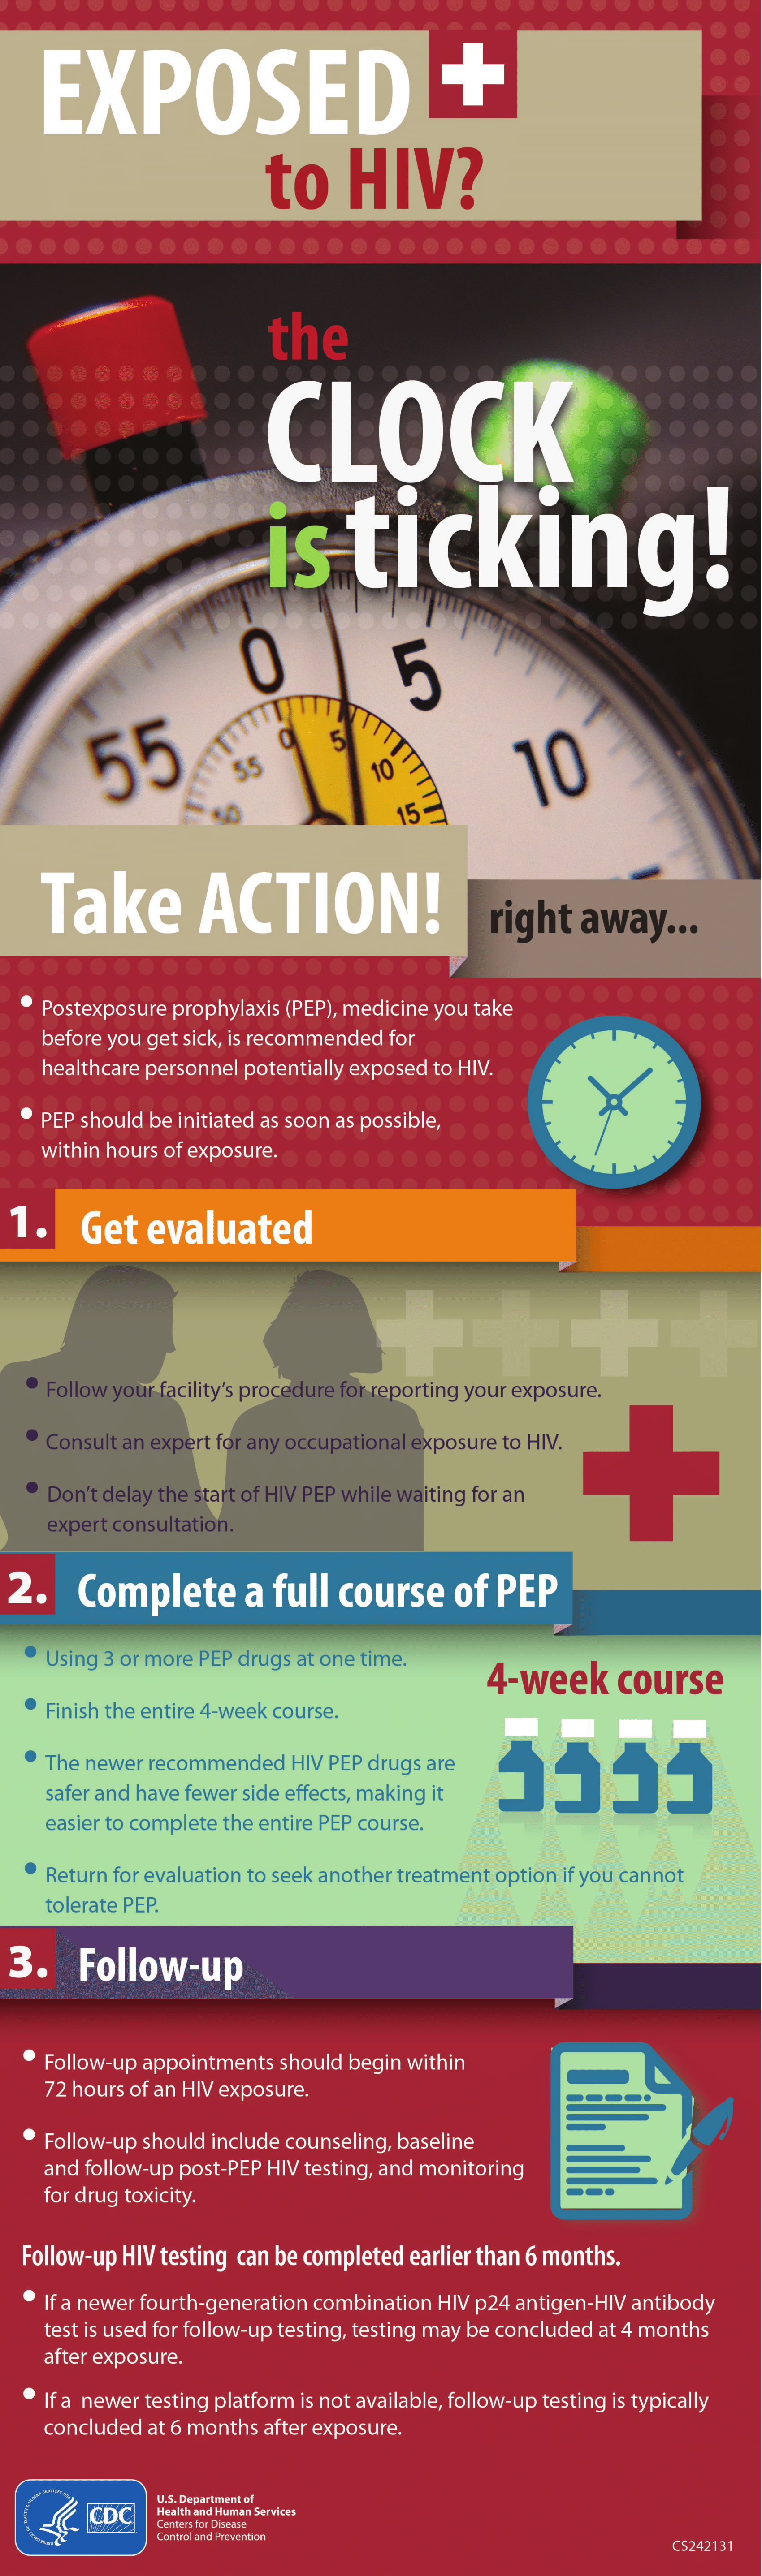 EXPOSED
to HIV?
the
CLOCK
is ticking!
0
5
55
10
0
5
55
10
50
15
Take ACTION!
right away...
• Postexposure prophylaxis (PEP), medicine you take
before you get sick, is recommended for
healthcare personnel potentially exposed to HIV.
• PEP should be initiated as soon as possible,
within hours of exposure.
1. Get evaluated
• Follow your facility’s procedure for reporting your exposure.
• Consult an expert for any occupational exposure to HIV.
• Don’t delay the start of HIV PEP while waiting for an
expert consultation.
2. Complete a full course of PEP
• Using 3 or more PEP drugs at one time.
4-week course
• Finish the entire 4-week course.
• The newer recommended HIV PEP drugs are
safer and have fewer side effects, making it
easier to complete the entire PEP course.
• Return for evaluation to seek another treatment option if you cannot
tolerate PEP.
3. Follow-up
• Follow-up appointments should begin within
72 hours of an HIV exposure.
• Follow-up should include counseling, baseline
and follow-up post-PEP HIV testing, and monitoring
for drug toxicity.
Follow-up HIV testing can be completed earlier than 6 months.
• If a newer fourth-generation combination HIV p24 antigen-HIV antibody
test is used for follow-up testing, testing may be concluded at 4 months
after exposure.
• If a newer testing platform is not available, follow-up testing is typically
concluded at 6 months after exposure.
CDC
U.S. Department of
Health and Human Services
Centers for Disease
Control and Prevention
CS242131